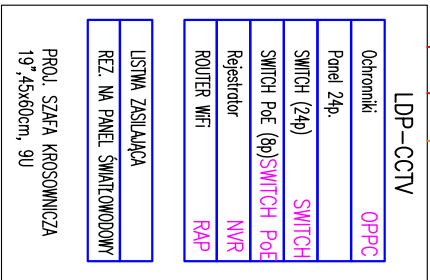 LDP-CCTV
Ochronniki OPPC
Panel 24p.
SWITCH (24p) SWITCH
SWITCH PoE (8p) SWITCH PoE
Rejestrator NVR
ROUTER WiFi RAP
LISTWA ZASILAJĄCA
REZ. NA PANEL ŚWIATŁOWODOWY
PROJ. SZAFA KROSOWNICZA
19",45x60cm, 9U